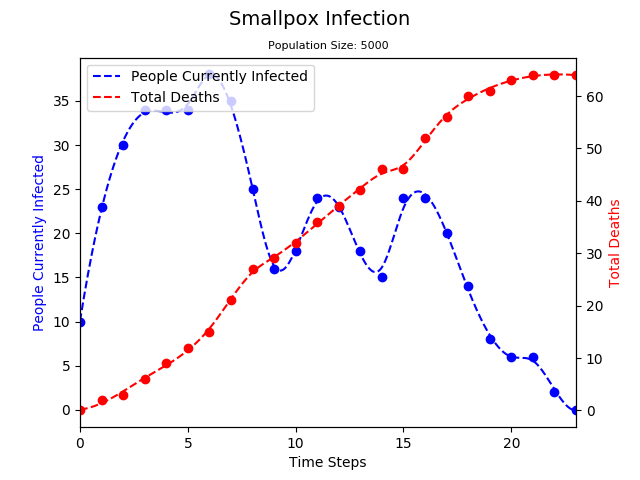 Smallpox Infection
Population Size: 5000
People Currently Infected
Total Deaths
People Currently Infected
35
30
25
20
15
10
5
0
60
50
40
30
20
10
0
Total Deaths
0 5 10 15 20
Time Steps